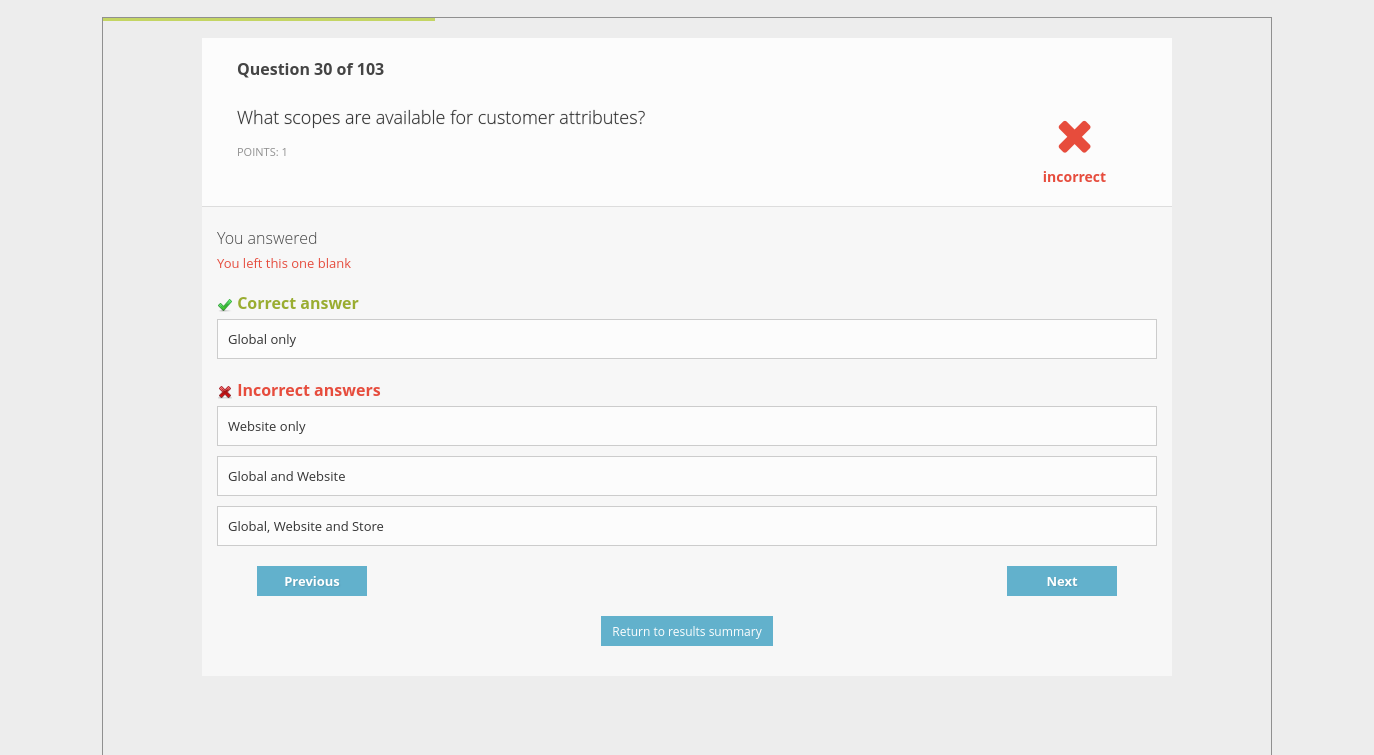 Question 30 of 103
What scopes are available for customer attributes?
POINTS: 1
incorrect
You answered
You left this one blank
Correct answer
Global only
Incorrect answers
Website only
Global and Website
Global, Website and Store
Previous
Next
Return to results summary